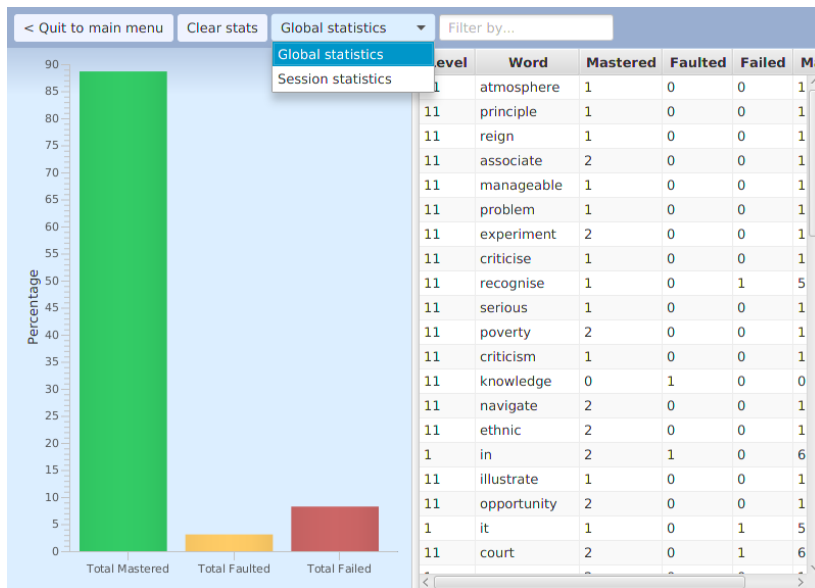 < Quit to main menu Clear stats Global statistics Filter by...
Global statistics
Session statistics
Percentage
90
85
80
75
70
65
60
55
50
45
40
35
30
25
20
15
10
5
0
Total Mastered Total Faulted Total Failed
evel Word Mastered Faulted Failed M
1 atmosphere 1 0 0 1
11 principle 1 0 0 1
11 reign 1 0 0 1
11 associate 2 0 0 1
11 manageable 1 0 0 1
11 problem 1 0 0 1
11 experiment 2 0 0 1
11 criticise 1 0 0 1
11 recognise 1 0 1 5
11 serious 1 0 0 1
11 poverty 2 0 0 1
11 criticism 1 0 0 1
11 knowledge 0 1 0 0
11 navigate 2 0 0 1
11 ethnic 2 0 0 1
1 in 2 1 0 6
11 illustrate 1 0 0 1
11 opportunity 2 0 0 1
1 it 1 0 1 5
11 court 2 0 1 6